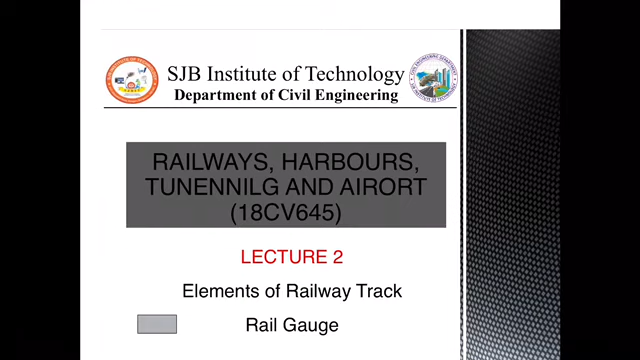 SJB Institute of Technology
Department of Civil Engineering
RAILWAYS, HARBOURS,
TUNENNILG AND AIRORT
(18CV645)
LECTURE 2
Elements of Railway Track
Rail Gauge